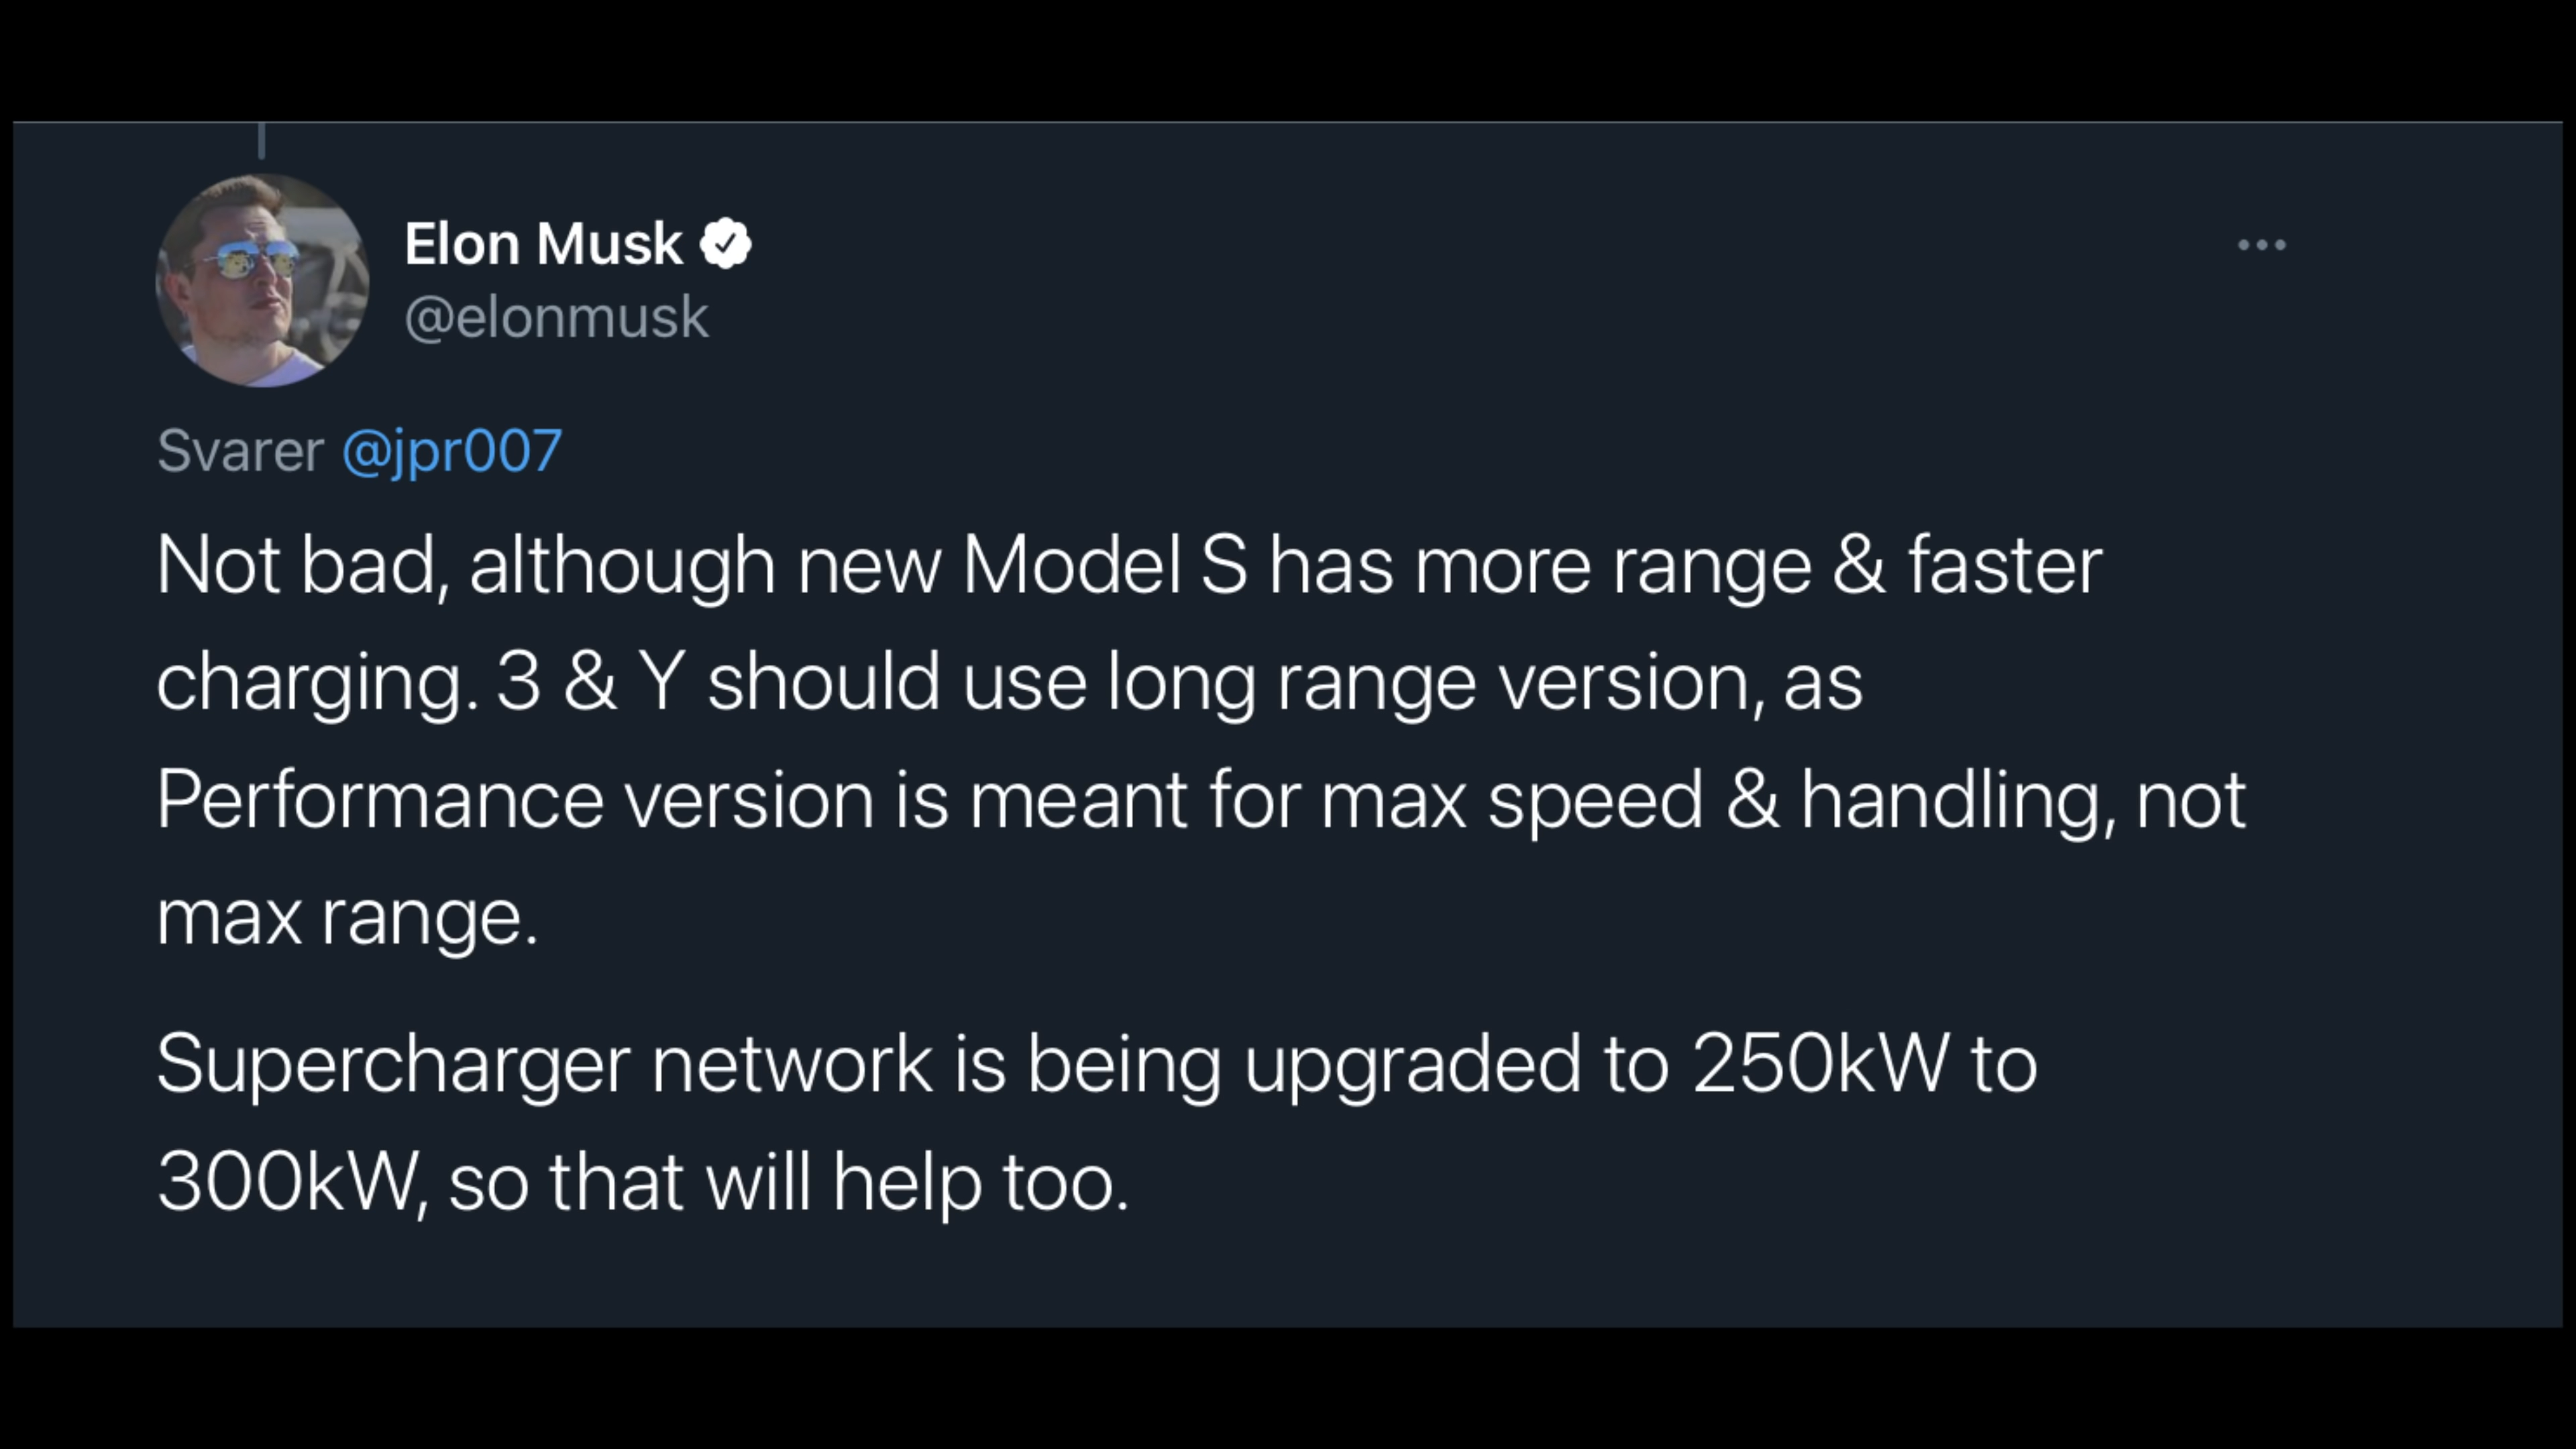 Elon Musk
@elonmusk
Svarer @jpr007
Not bad, although new Model S has more range & faster
charging. 3 & Y should use long range version, as
Performance version is meant for max speed & handling, not
max range.
Supercharger network is being upgraded to 250kW to
300kW, so that will help too.